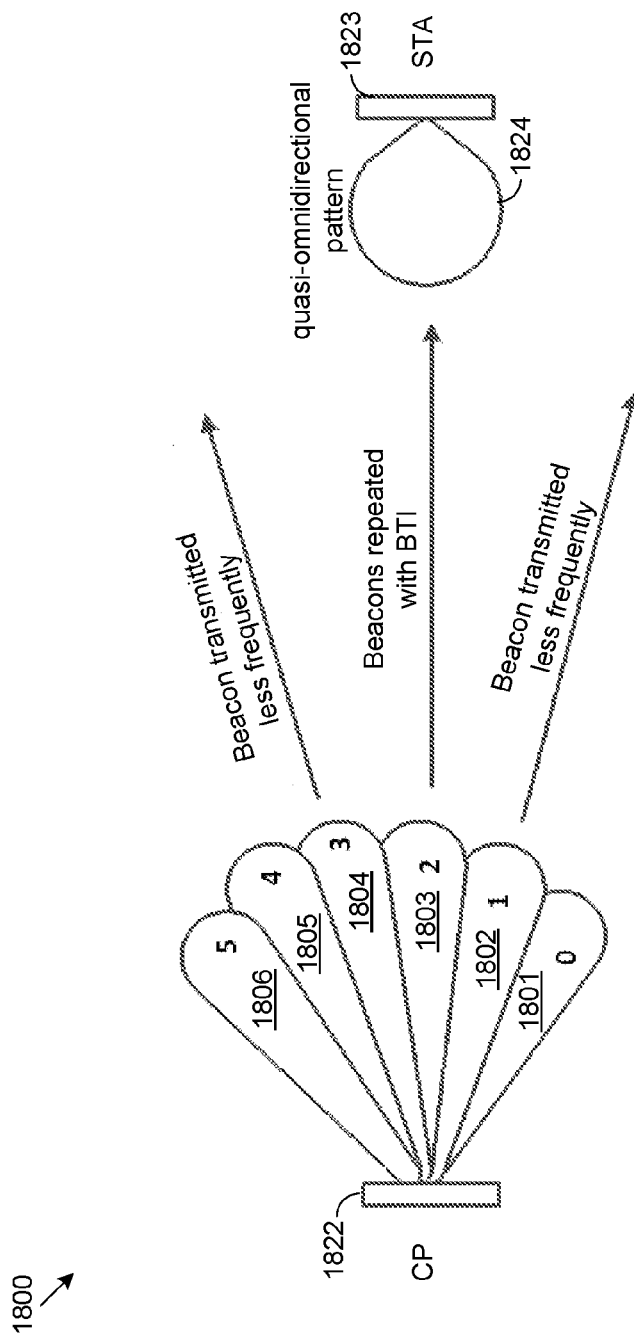 1800
CP
1822
1806
5
1805
4
1804
3
1803
2
1802
1
1801
0
Beacon transmitted
less frequently
Beacons repeated
with BTI
Beacon transmitted
less frequently
quasi-omnidirectional
pattern
1823
STA
1824